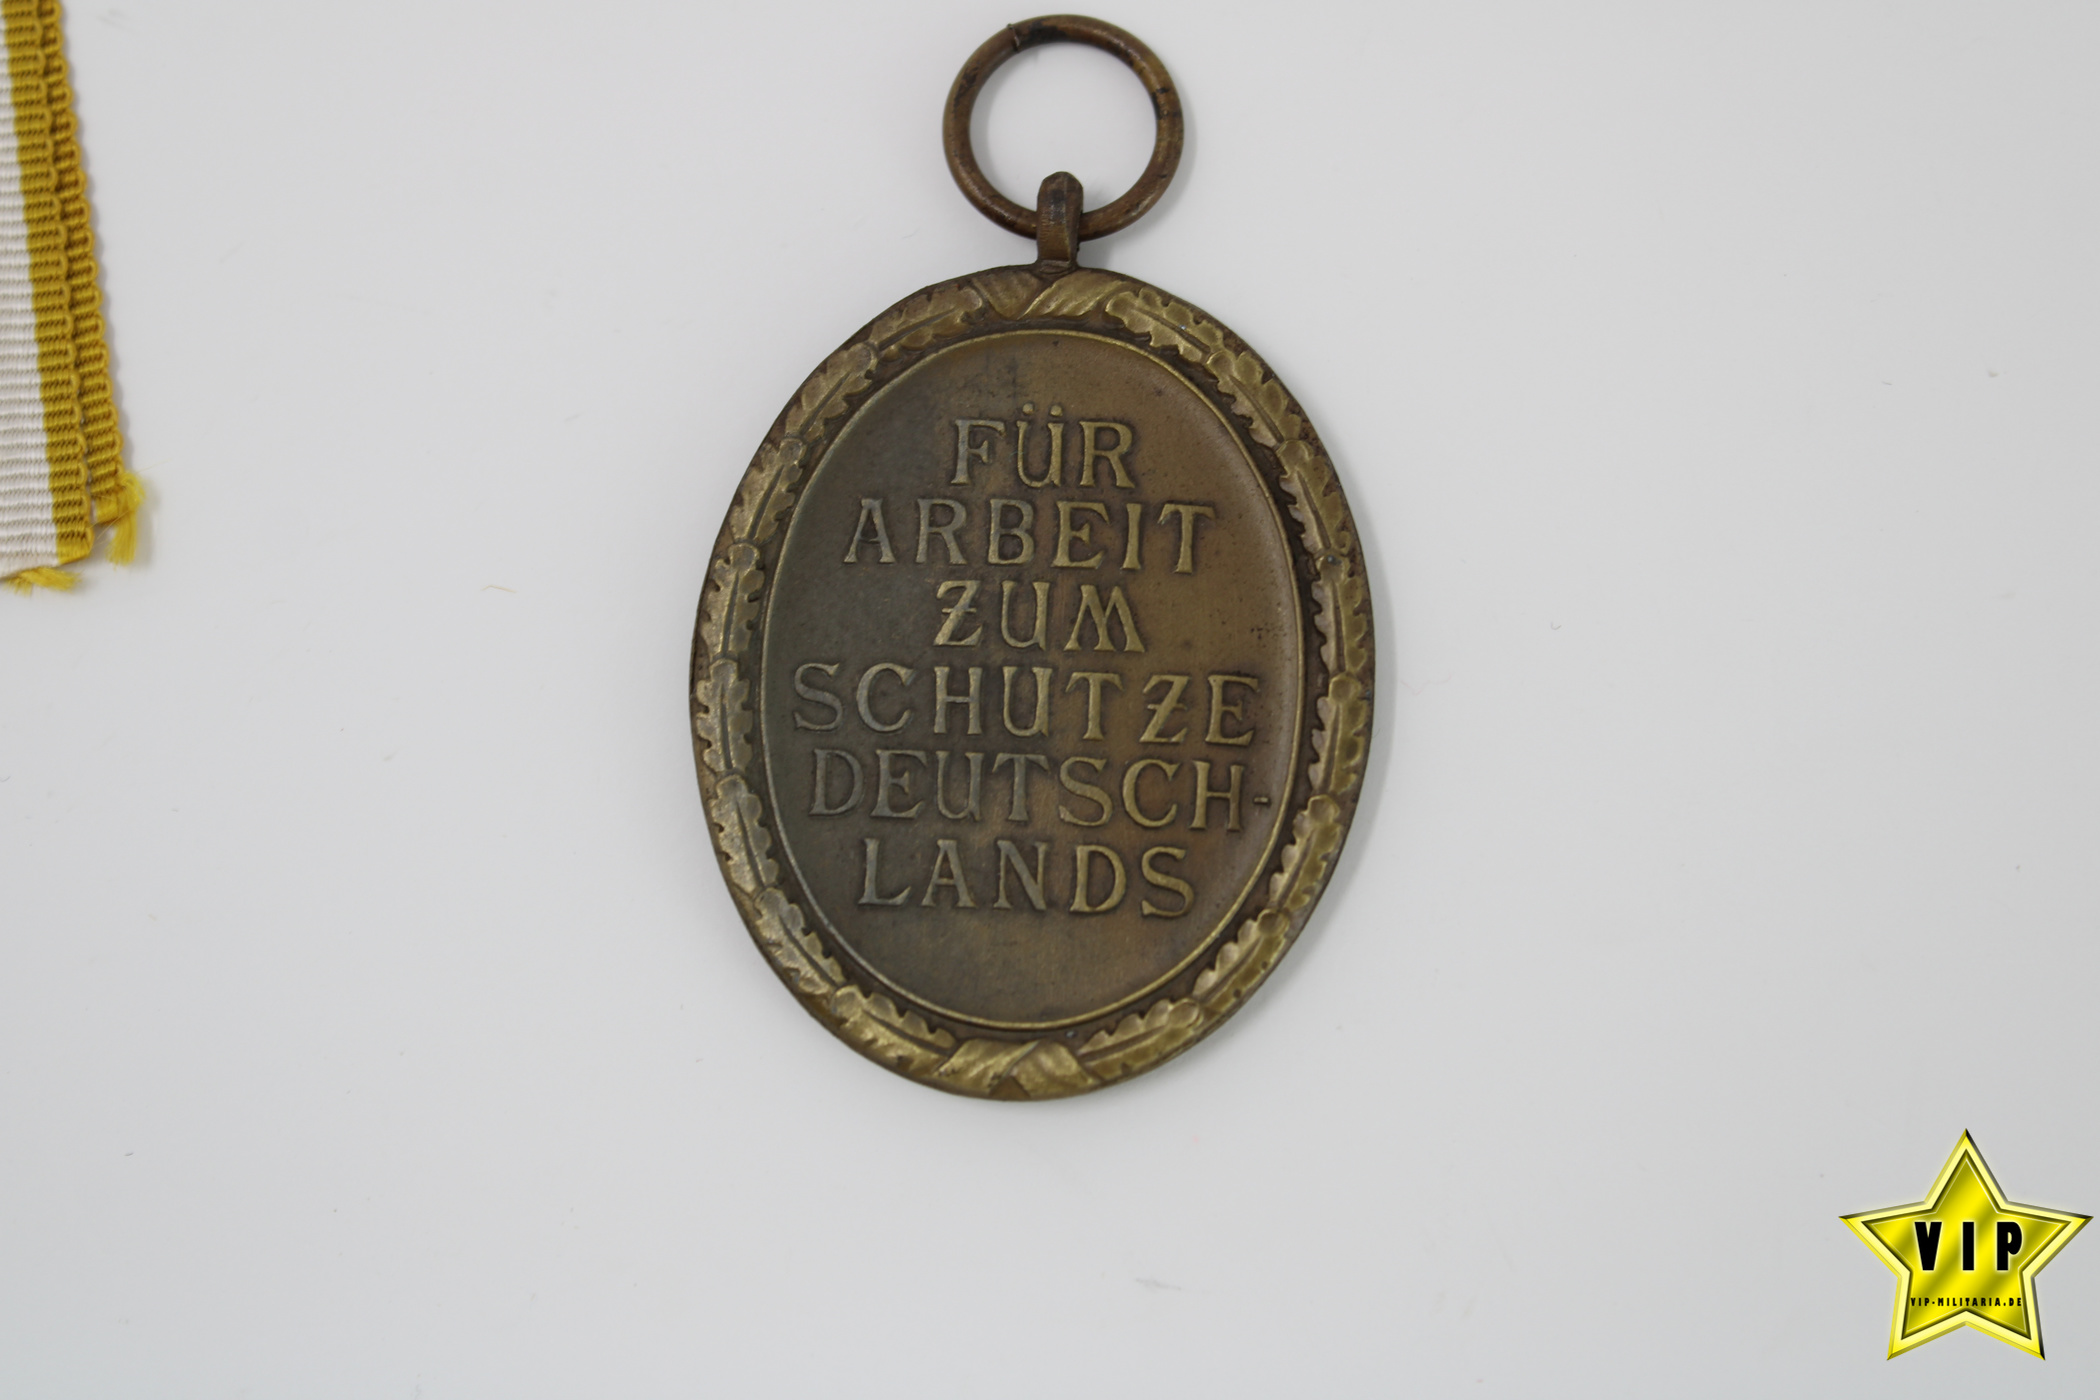 FÜR
ARBEIT
ZUM
SCHUTZE
DEUTSCH-
LANDS
VIP
VIP-MILITARIA.DE